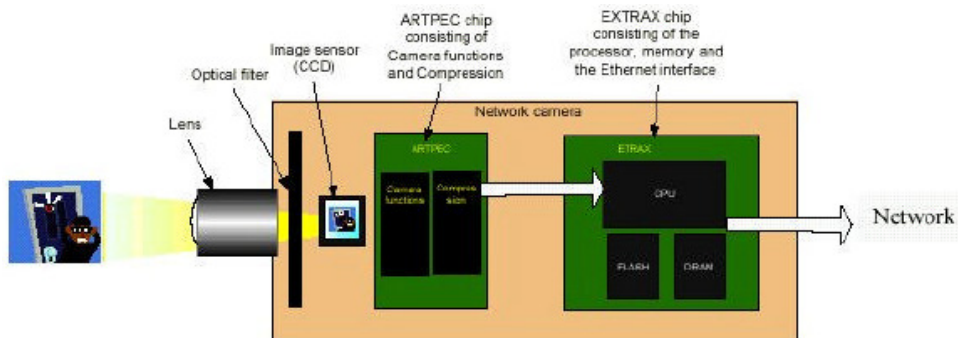 ARTPEC chip
consisting of
Camera functions
and Compression
EXTRAX chip
consisting of the
processor, memory and
the Ethernet interface
Image sensor
(CCD)
Optical filter
Lens
Network camera
ARTPEC
Camera
functions
Compres
sion
ETRAX
CPU
FLASH
DRAM
Network